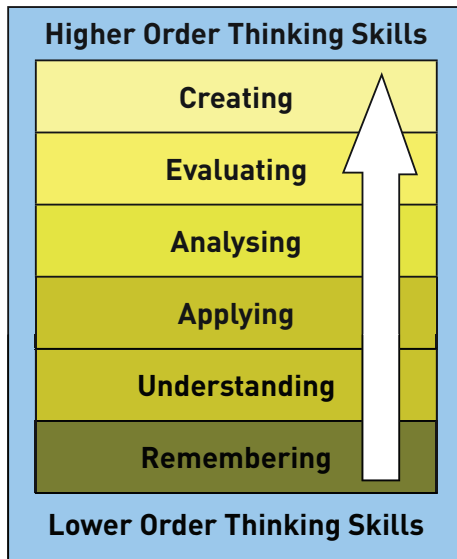 Higher Order Thinking Skills
Creating
Evaluating
Analysing
Applying
Understanding
Remembering
Lower Order Thinking Skills